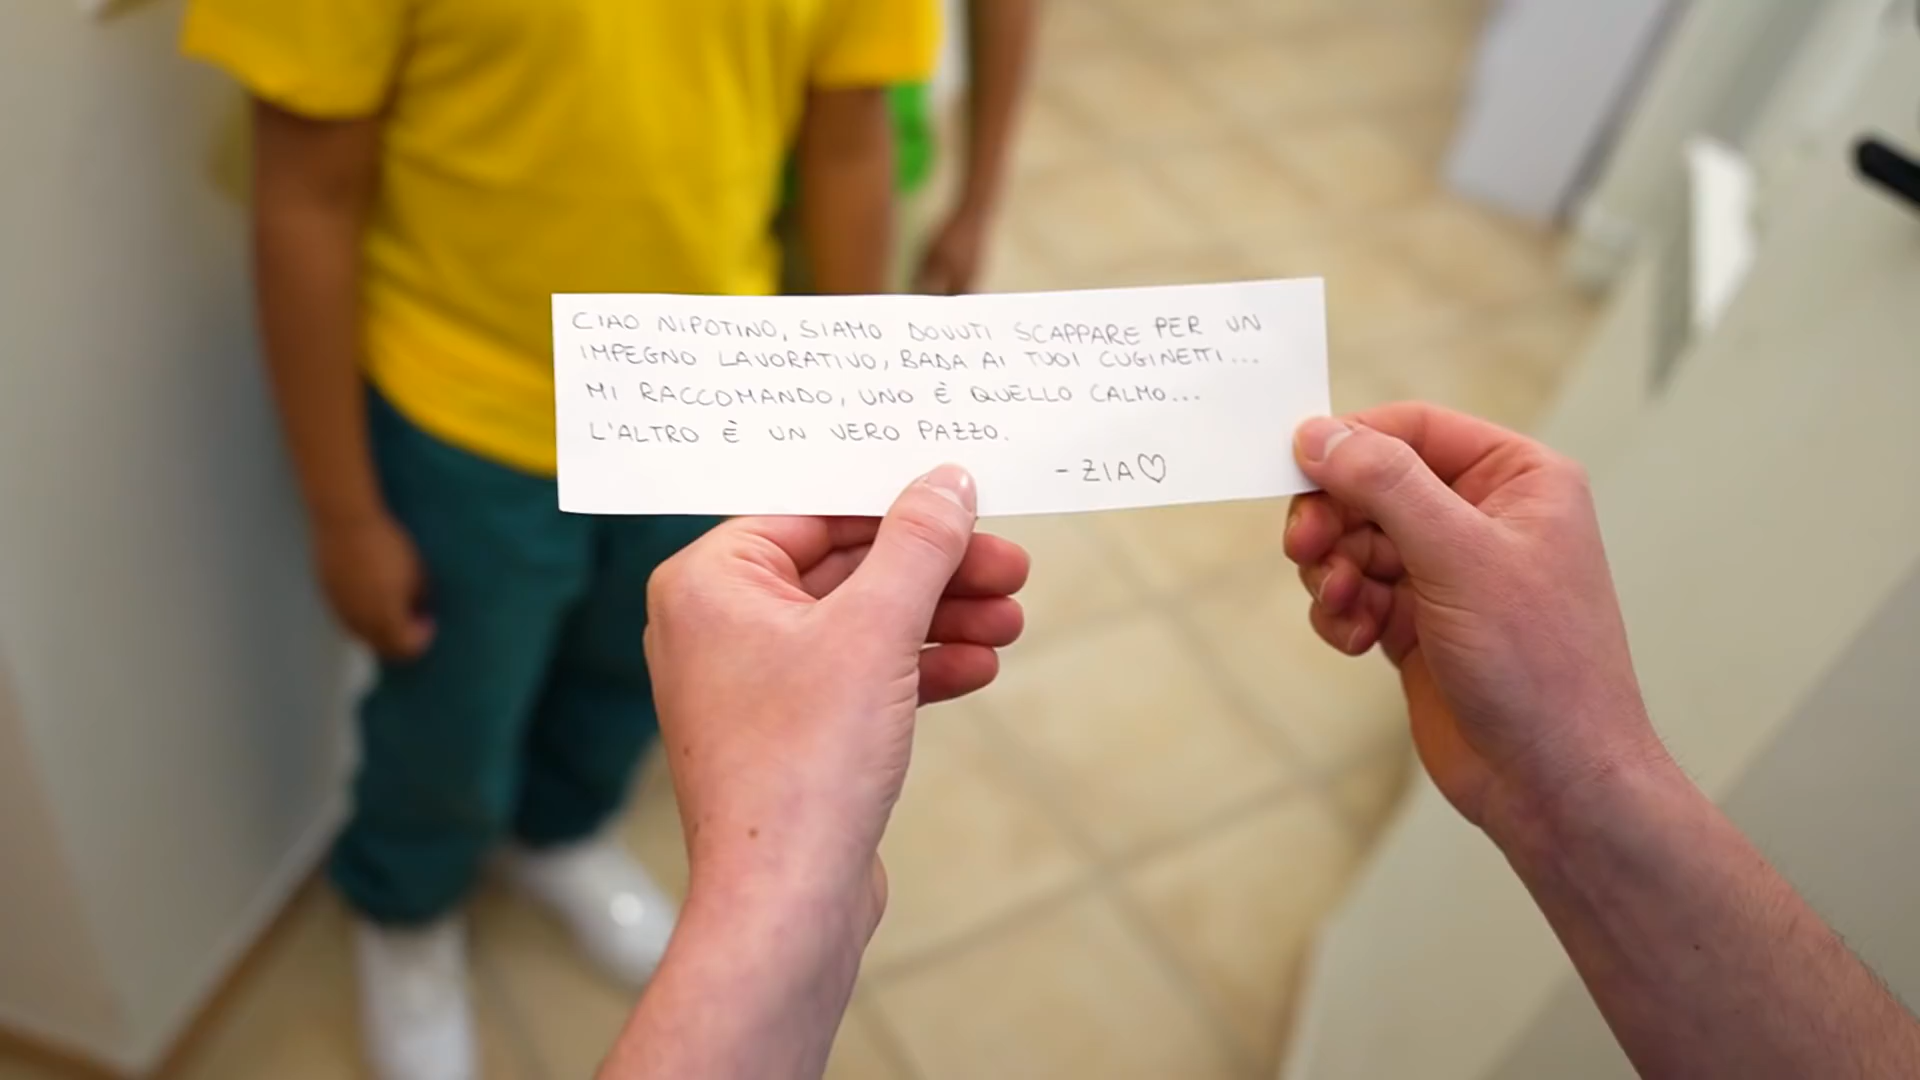 CIAO NIPOTINO, SIAMO DOVUTI SCAPPARE PER UN
IMPEGNO LAVORATIVO, BADA AI TUOI CUGINETTI...
MI RACCOMANDO, UNO È QUELLO CALMO...
L'ALTRO È UN VERO PAZZO.
- ZIA♡